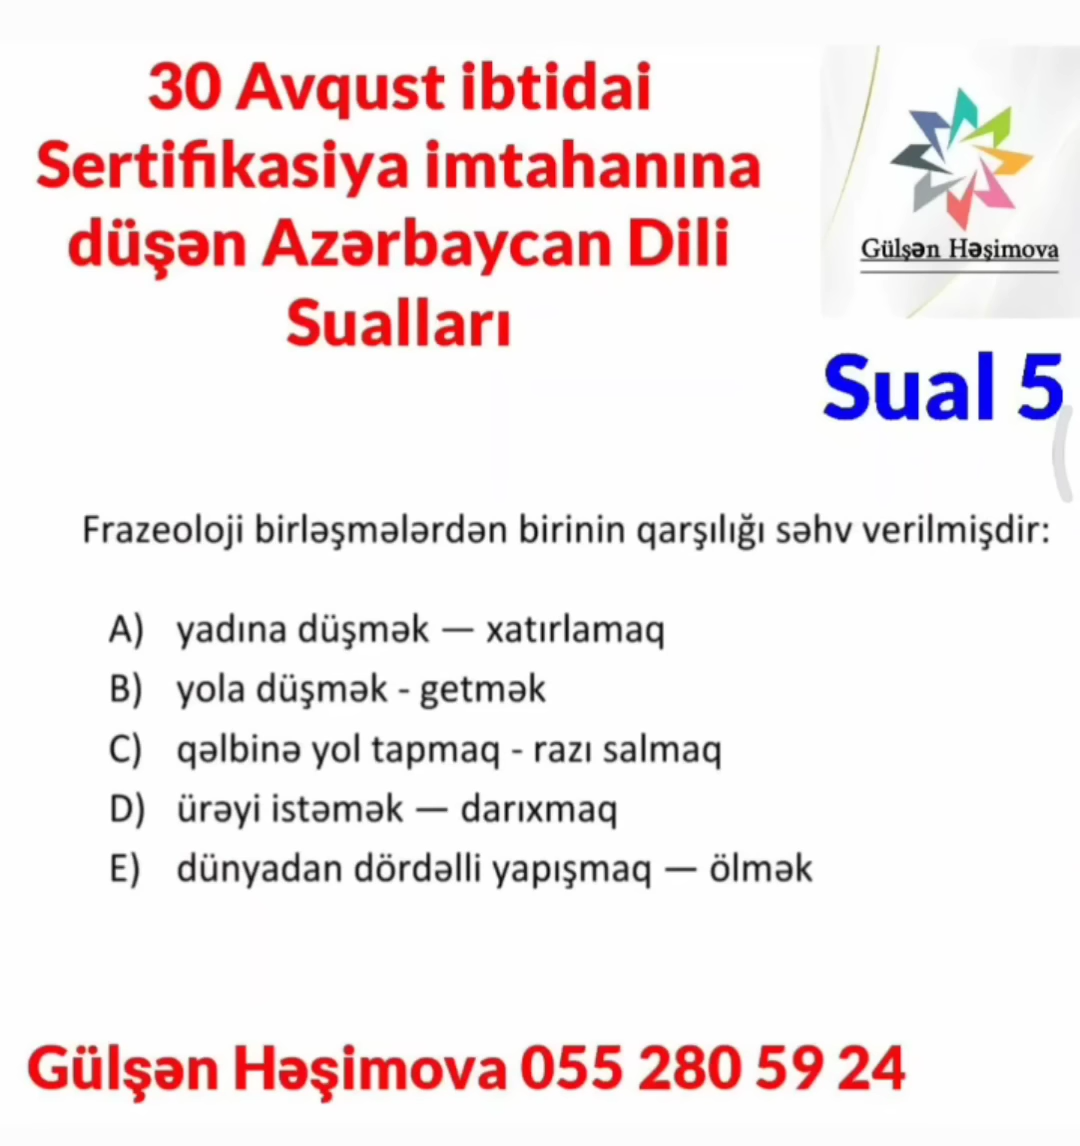 30 Avqust ibtidai
Sertifikasiya imtahanına
düşən Azərbaycan Dili
Sualları
Gülşən Həşimova
Sual 5
Frazeoloji birləşmələrdən birinin qarşılığı səhv verilmişdir:
A) yadına düşmək — xatırlamaq
B) yola düşmək - getmək
C) qəlbinə yol tapmaq - razı salmaq
D) ürəyi istəmək — darıxmaq
E) dünyadan dördəlli yapışmaq — ölmək
Gülşən Həşimova 055 280 59 24